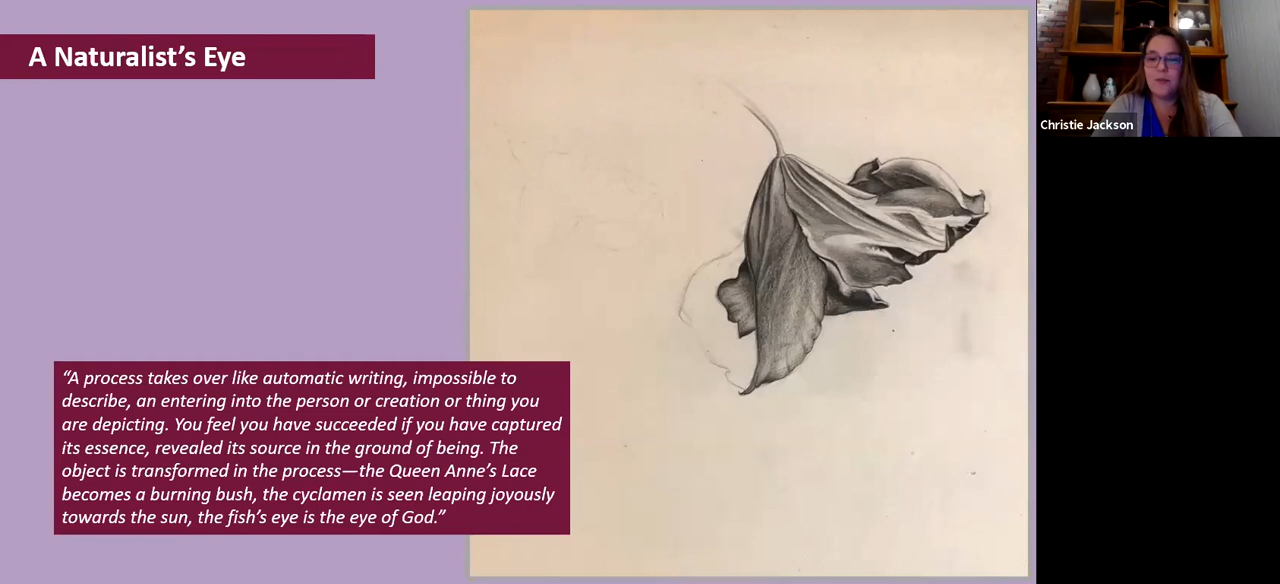 A Naturalist’s Eye
Christie Jackson
“A process takes over like automatic writing, impossible to
describe, an entering into the person or creation or thing you
are depicting. You feel you have succeeded if you have captured
its essence, revealed its source in the ground of being. The
object is transformed in the process—the Queen Anne’s Lace
becomes a burning bush, the cyclamen is seen leaping joyously
towards the sun, the fish’s eye is the eye of God.”